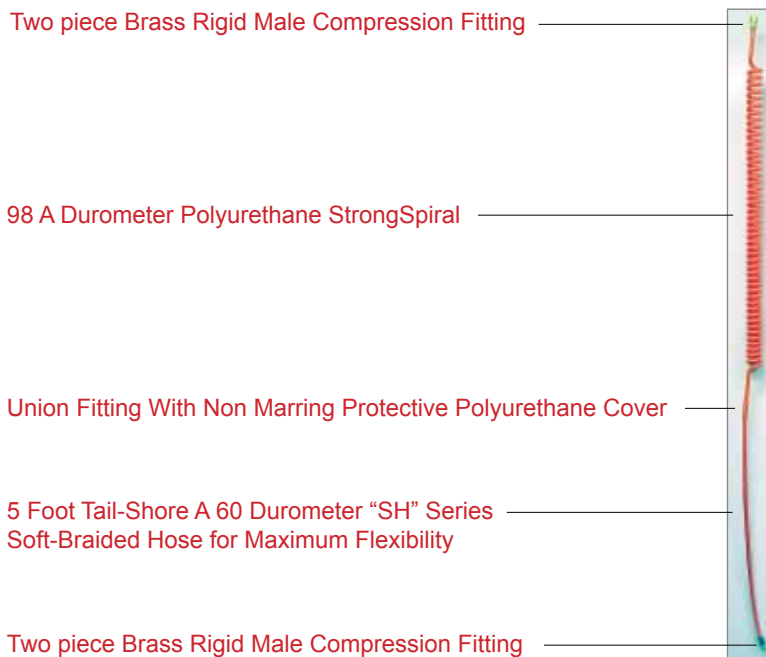 Two piece Brass Rigid Male Compression Fitting
98 A Durometer Polyurethane StrongSpiral
Union Fitting With Non Marring Protective Polyurethane Cover
5 Foot Tail-Shore A 60 Durometer “SH” Series
Soft-Braided Hose for Maximum Flexibility
Two piece Brass Rigid Male Compression Fitting